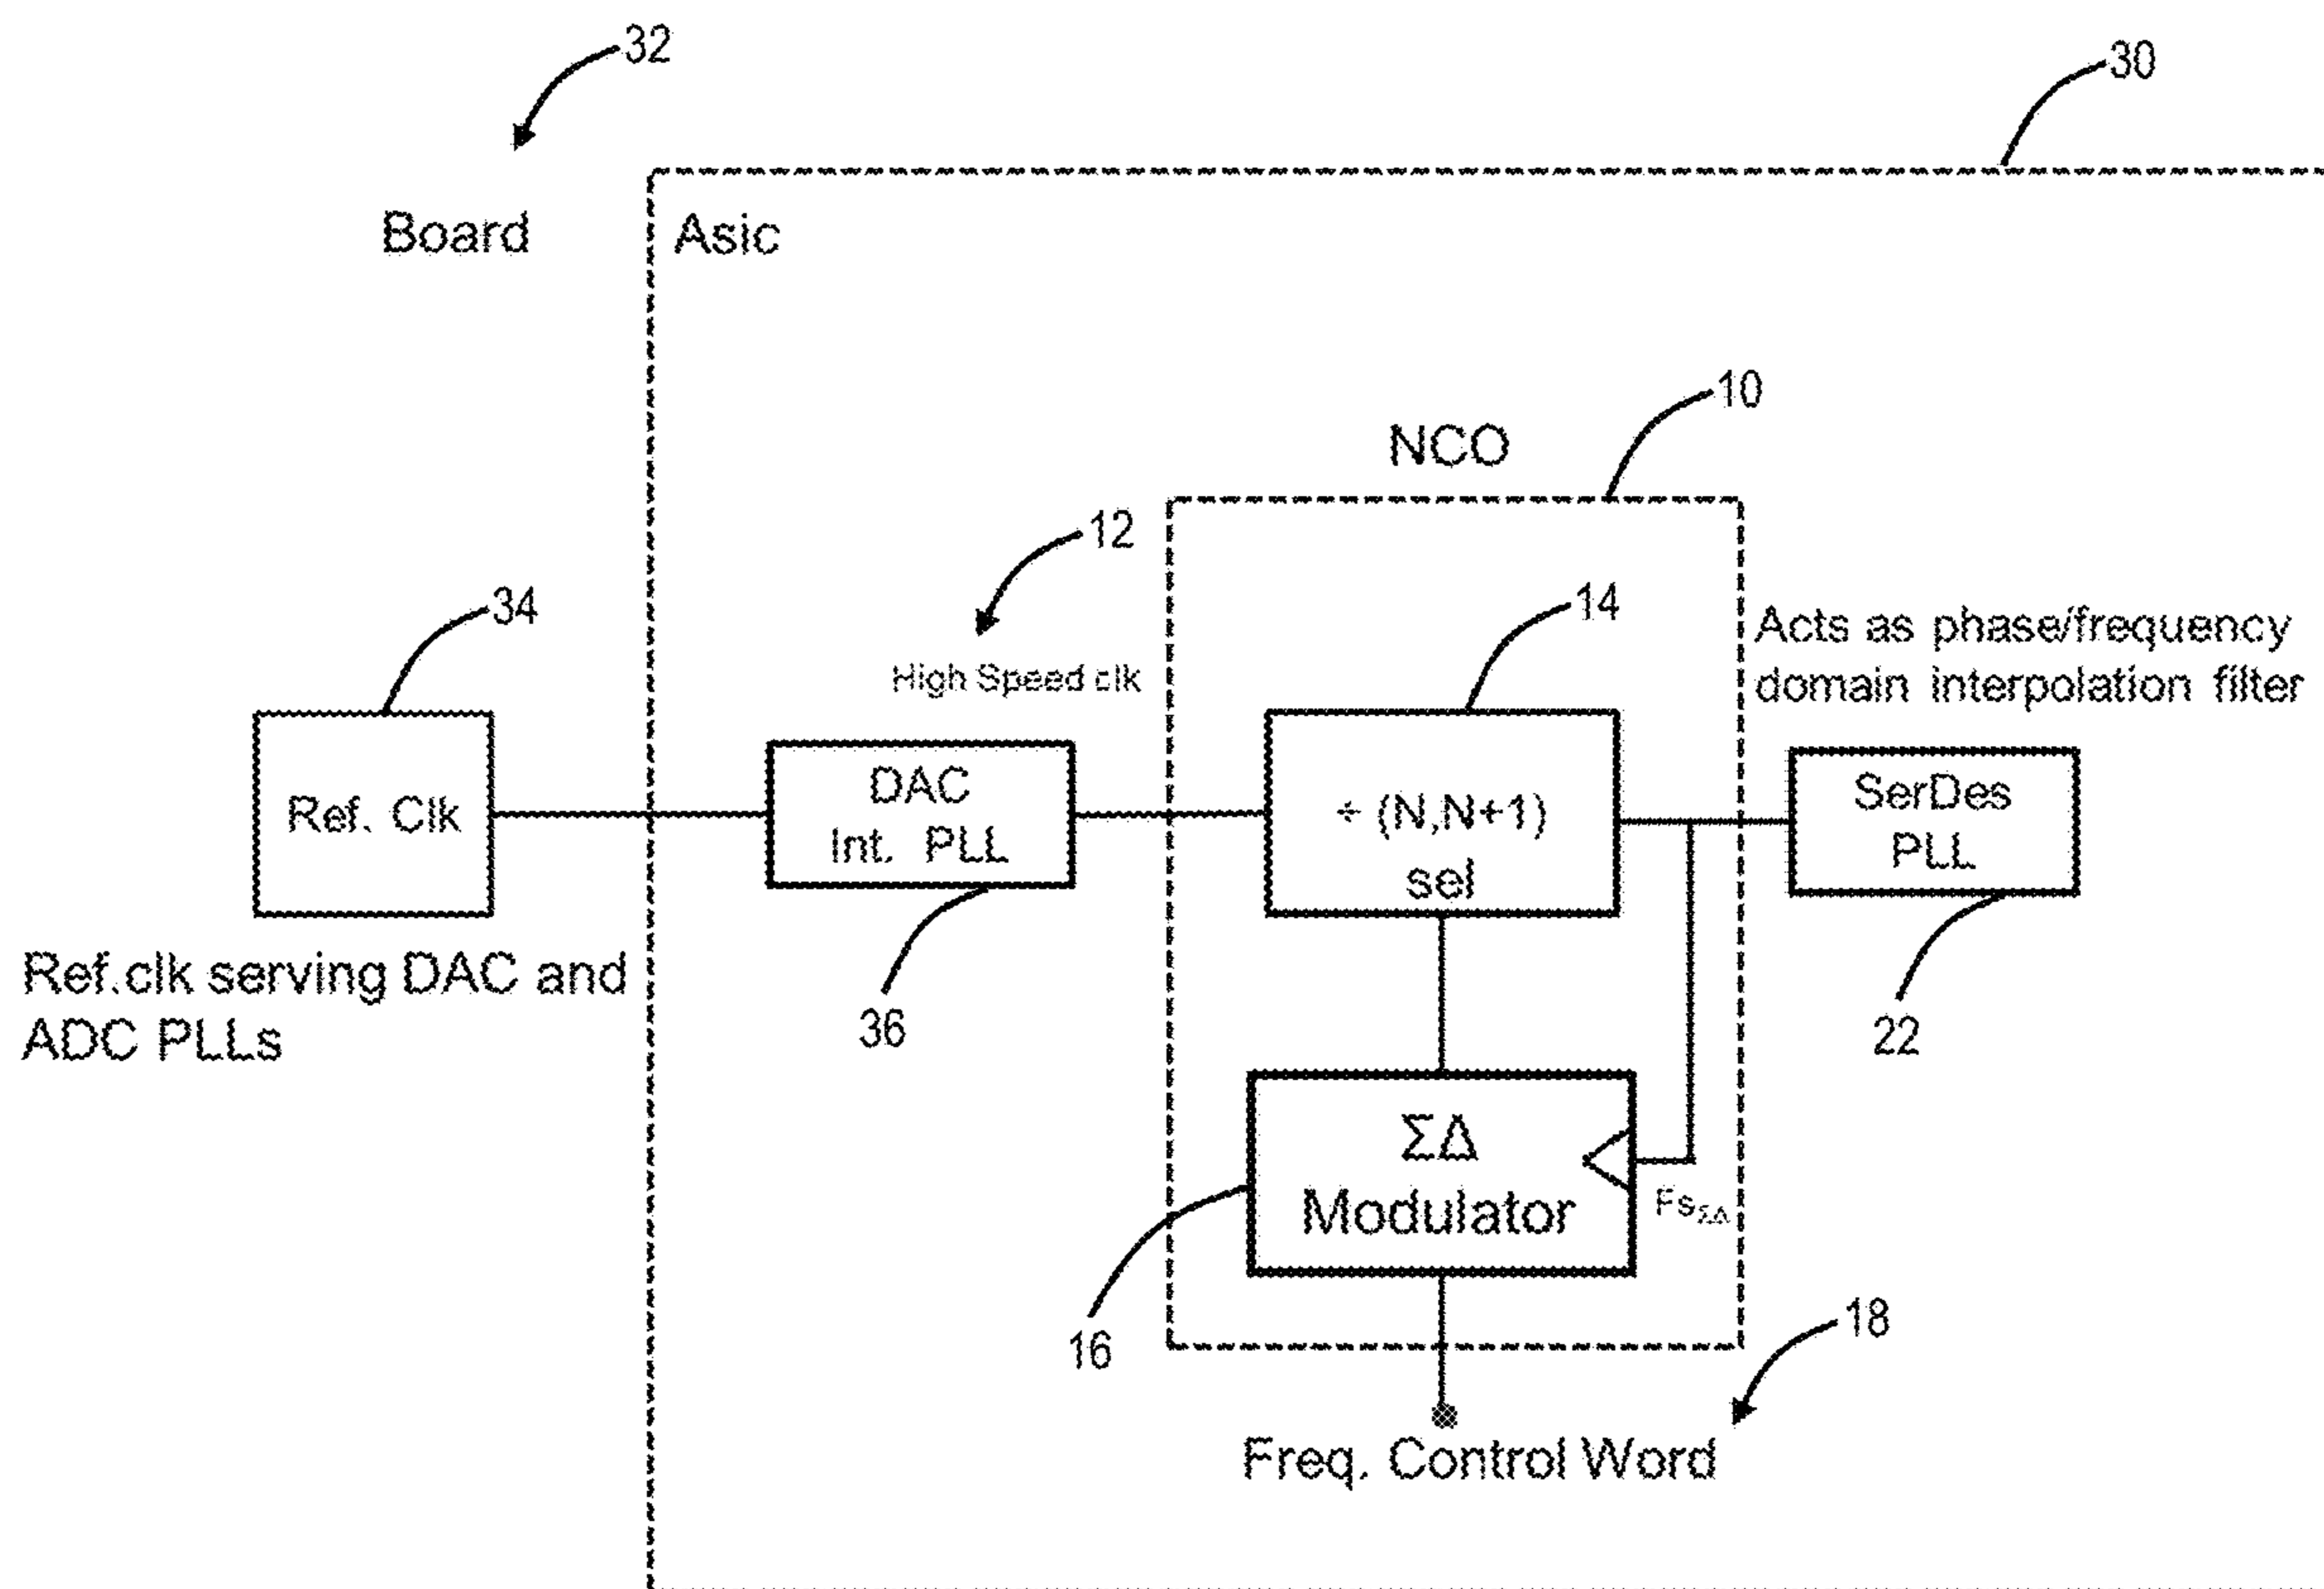 32
30
Board
Asic
10
NCO
12
34
14
High Speed clk
Acts as phase/frequency
domain interpolation filter
Ref. Clk
DAC
Int. PLL
÷ (N,N+1)
sel
SerDes
PLL
Ref.clk serving DAC and
ADC PLLs
36
22
ΣΔ
Modulator
FsΣΔ
16
18
Freq. Control Word